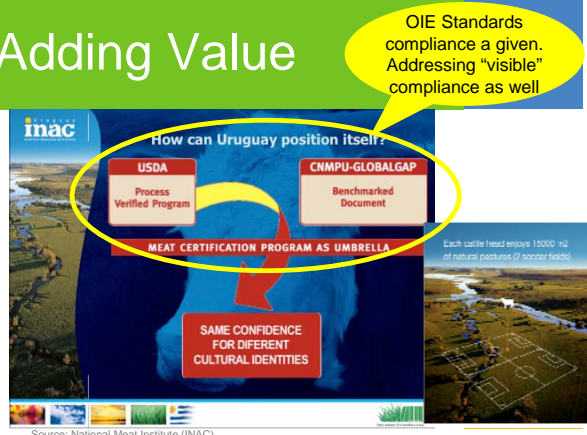 Adding Value
OIE Standards
compliance a given.
Addressing “visible”
compliance as well
Uruguay
inac
How can Uruguay position itself?
USDA
Process
Verified Program
CNMPU-GLOBALGAP
Benchmarked
Document
MEAT CERTIFICATION PROGRAM AS UMBRELLA
SAME CONFIDENCE
FOR DIFERENT
CULTURAL IDENTITIES
Each cattle head enjoys 15000 m2
of natural pastures (2 soccer fields)
Source: National Meat Institute (INAC)